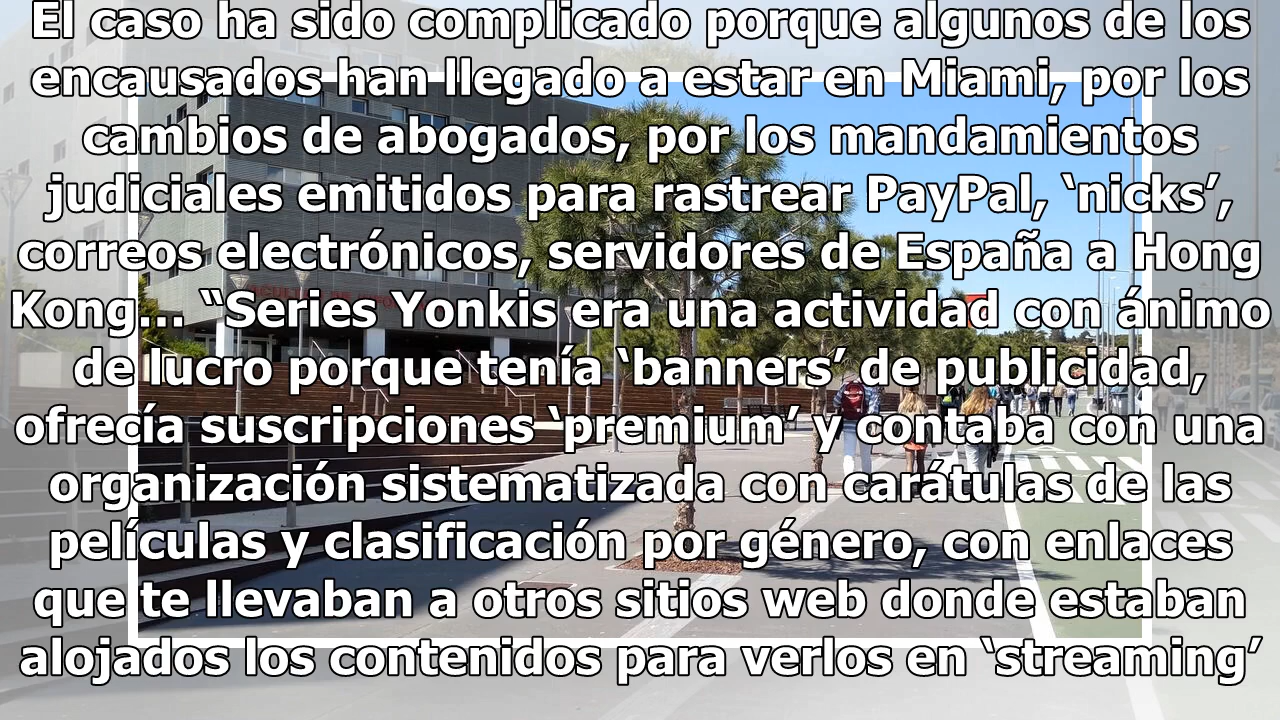 El caso ha sido complicado porque algunos de los
encausados han llegado a estar en Miami, por los
cambios de abogados, por los mandamientos
judiciales emitidos para rastrear PayPal, ‘nicks’,
correos electrónicos, servidores de España a Hong
Kong... “Series Yonkis era una actividad con ánimo
de lucro porque tenía ‘banners’ de publicidad,
ofrecía suscripciones ‘premium’ y contaba con una
organización sistematizada con carátulas de las
películas y clasificación por género, con enlaces
que te llevaban a otros sitios web donde estaban
alojados los contenidos para verlos en ‘streaming’